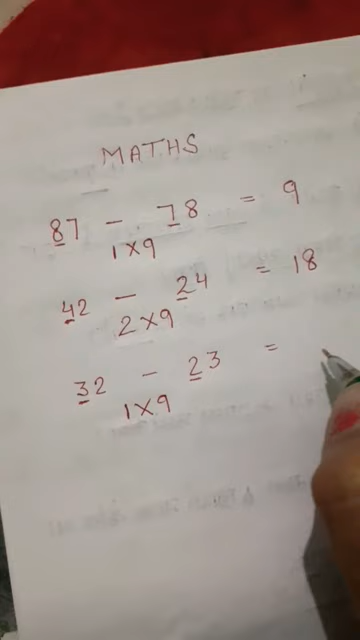 MATHS
87 - 78 = 9
1×9
42 - 24 = 18
2×9
32 - 23 =
1×9